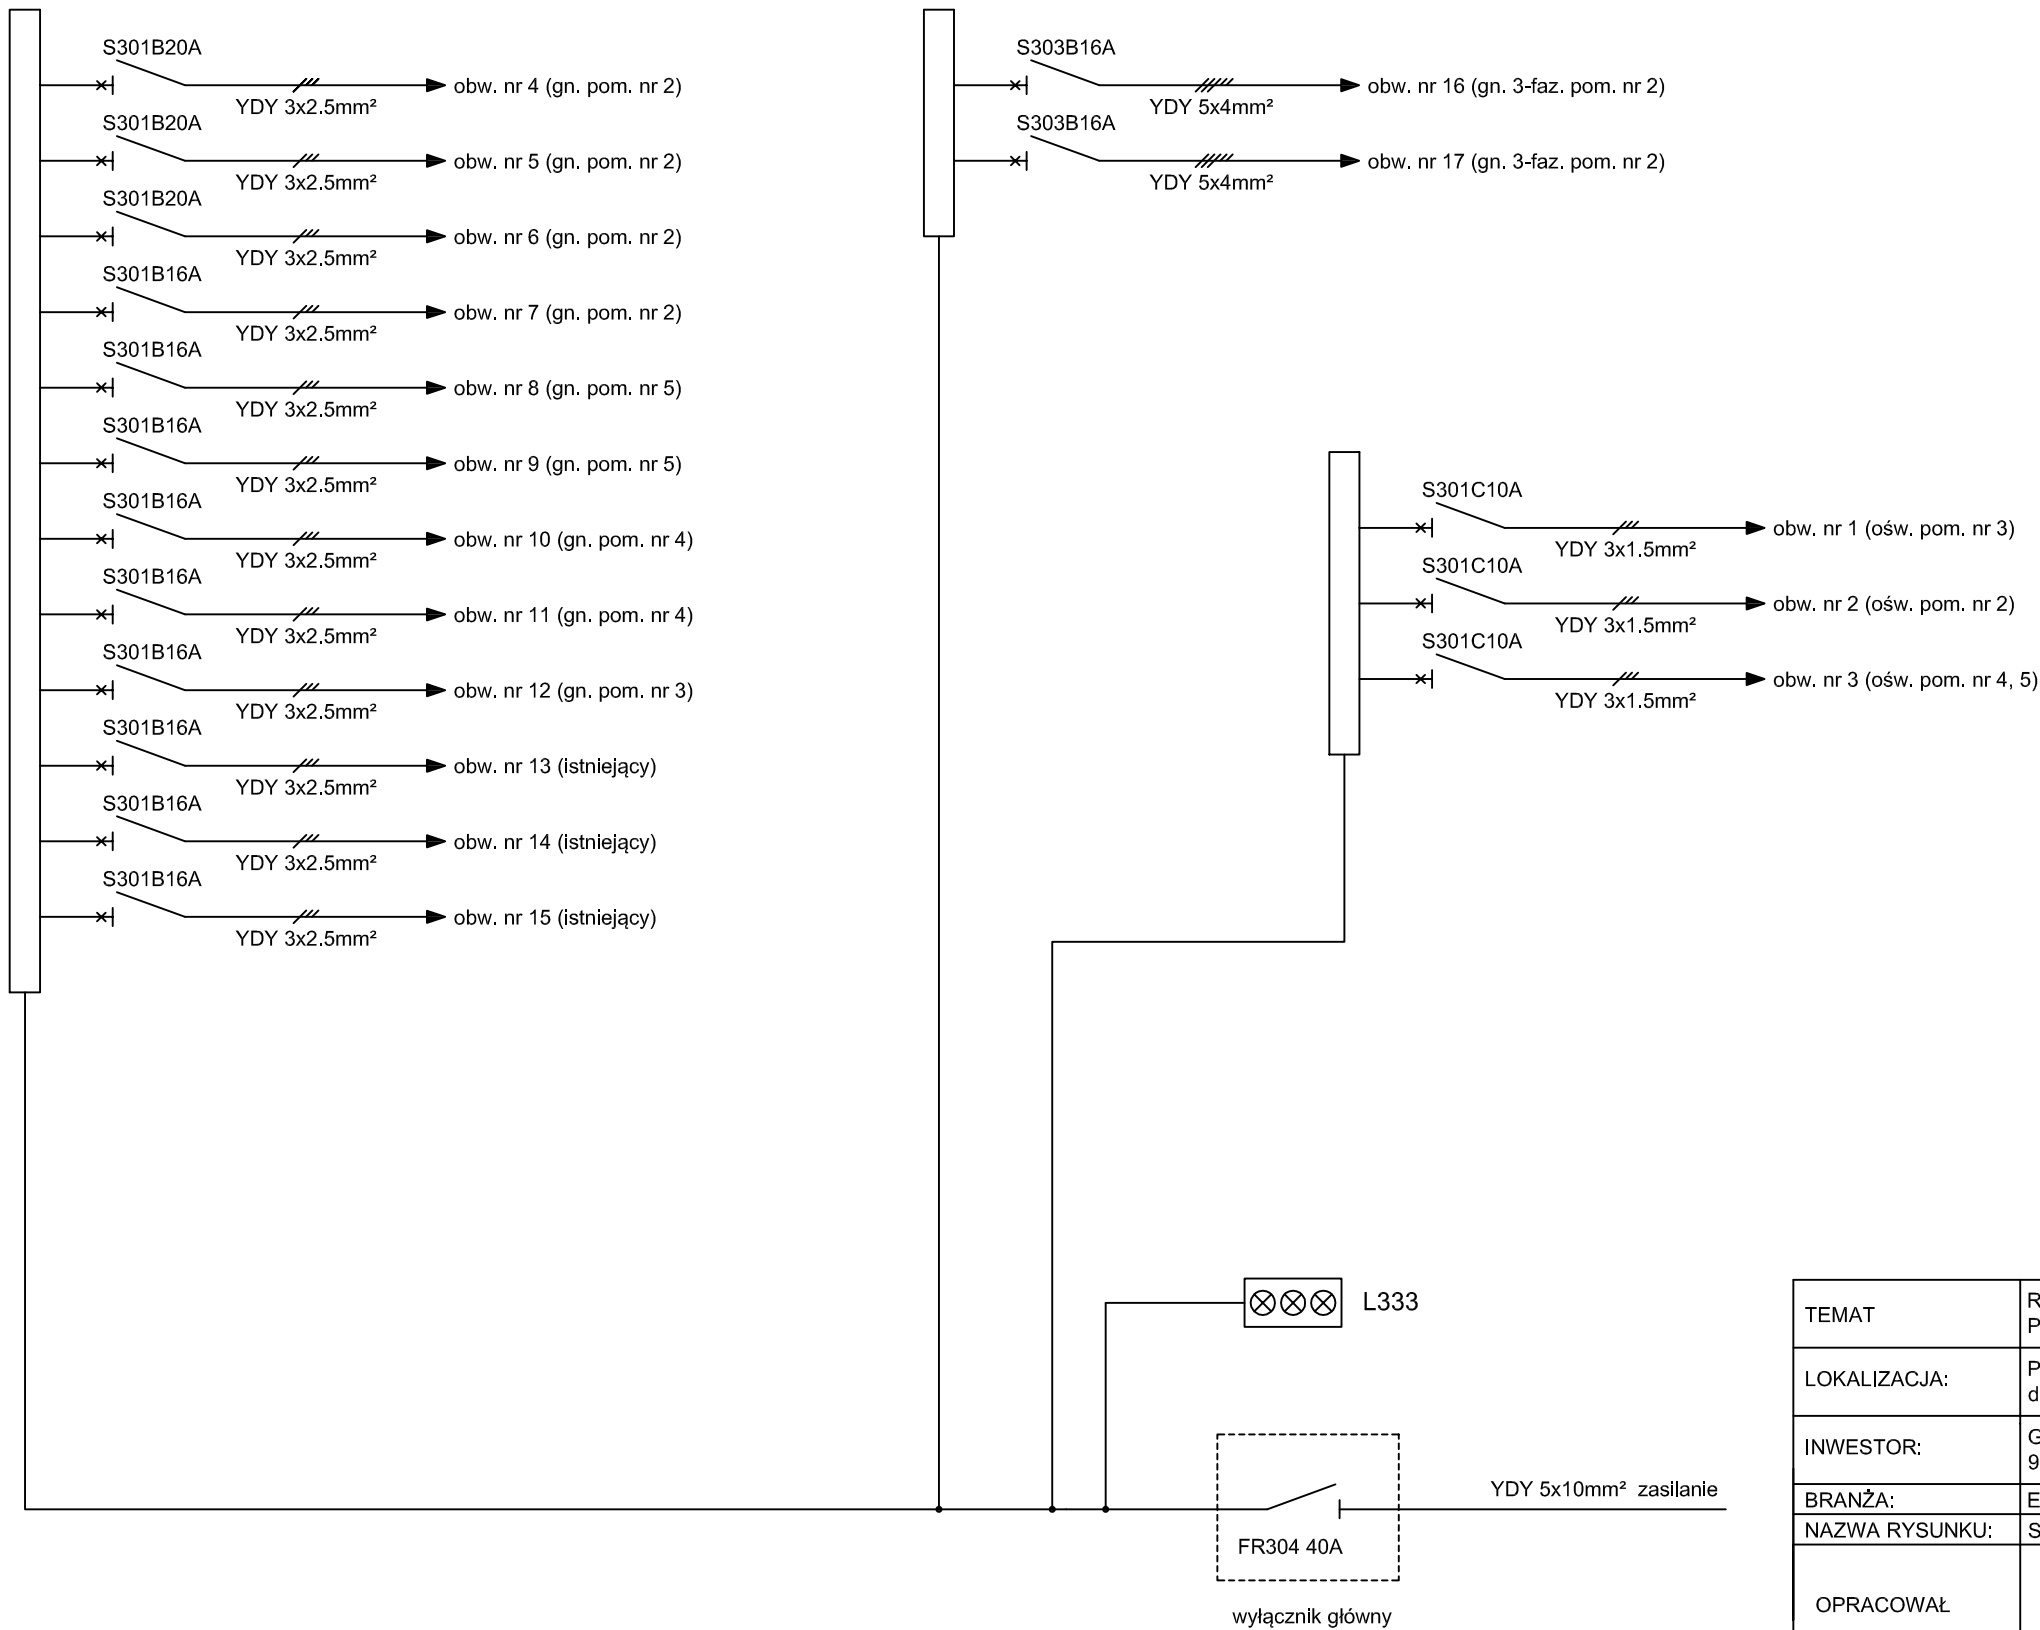 S301B20A
obw. nr 4 (gn. pom. nr 2)
YDY 3x2.5mm²
S301B20A
obw. nr 5 (gn. pom. nr 2)
YDY 3x2.5mm²
S301B20A
obw. nr 6 (gn. pom. nr 2)
YDY 3x2.5mm²
S301B16A
obw. nr 7 (gn. pom. nr 2)
YDY 3x2.5mm²
S301B16A
obw. nr 8 (gn. pom. nr 5)
YDY 3x2.5mm²
S301B16A
obw. nr 9 (gn. pom. nr 5)
YDY 3x2.5mm²
S301B16A
obw. nr 10 (gn. pom. nr 4)
YDY 3x2.5mm²
S301B16A
obw. nr 11 (gn. pom. nr 4)
YDY 3x2.5mm²
S301B16A
obw. nr 12 (gn. pom. nr 3)
YDY 3x2.5mm²
S301B16A
obw. nr 13 (istniejący)
YDY 3x2.5mm²
S301B16A
obw. nr 14 (istniejący)
YDY 3x2.5mm²
S301B16A
obw. nr 15 (istniejący)
YDY 3x2.5mm²
S303B16A
obw. nr 16 (gn. 3-faz. pom. nr 2)
YDY 5x4mm²
S303B16A
obw. nr 17 (gn. 3-faz. pom. nr 2)
YDY 5x4mm²
S301C10A
obw. nr 1 (ośw. pom. nr 3)
YDY 3x1.5mm²
S301C10A
obw. nr 2 (ośw. pom. nr 2)
YDY 3x1.5mm²
S301C10A
obw. nr 3 (ośw. pom. nr 4, 5)
YDY 3x1.5mm²
L333
YDY 5x10mm² zasilanie
FR304 40A
wyłącznik główny
TEMAT
LOKALIZACJA:
INWESTOR:
BRANŻA:
NAZWA RYSUNKU:
OPRACOWAŁ